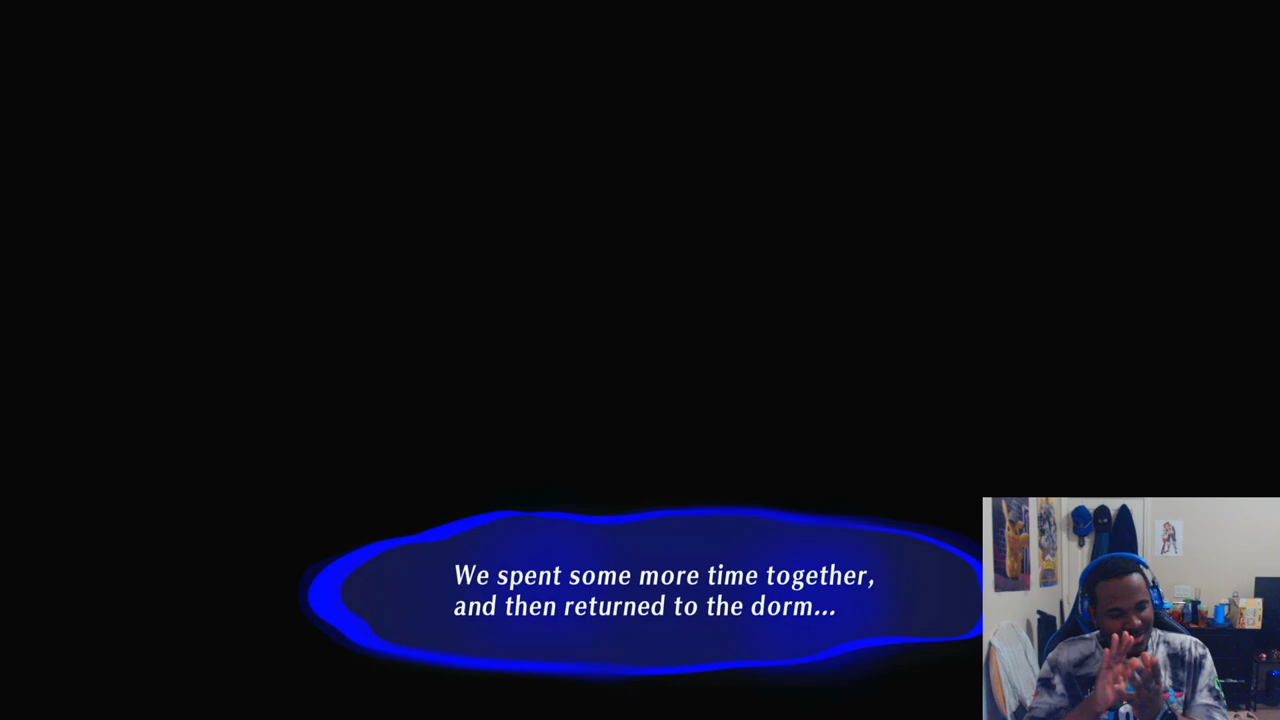 We spent some more time together,
and then returned to the dorm...